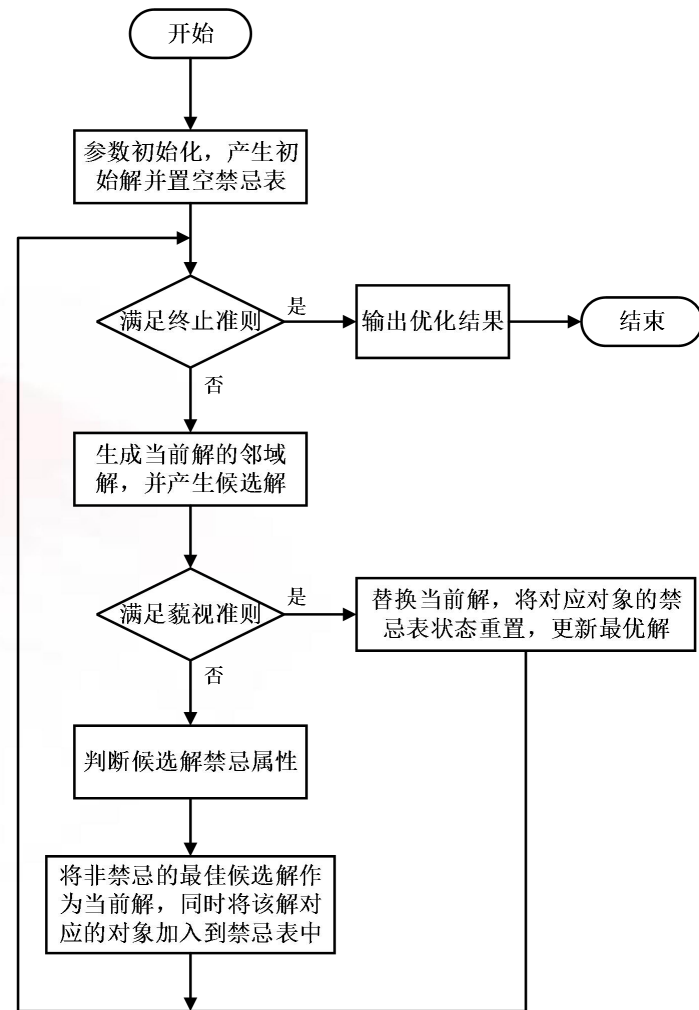 开始
参数初始化，产生初
始解并置空禁忌表
满足终止准则
是
输出优化结果
结束
否
生成当前解的邻域
解，并产生候选解
满足藐视准则
是
替换当前解，将对应对象的禁
忌表状态重置，更新最优解
否
判断候选解禁忌属性
将非禁忌的最佳候选解作
为当前解，同时将该解对
应的对象加入到禁忌表中